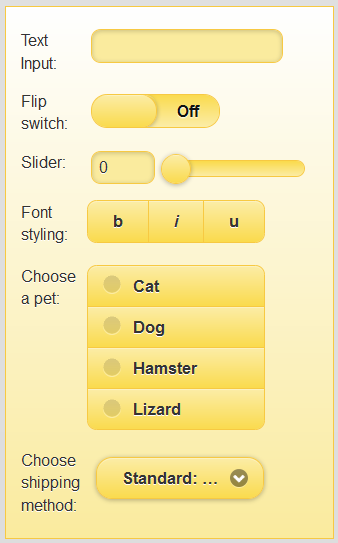 Text
Input:
Flip
switch:
Off
Slider:
0
Font
styling:
b i u
Choose
a pet:
Cat
Dog
Hamster
Lizard
Choose
shipping
method:
Standard: ...